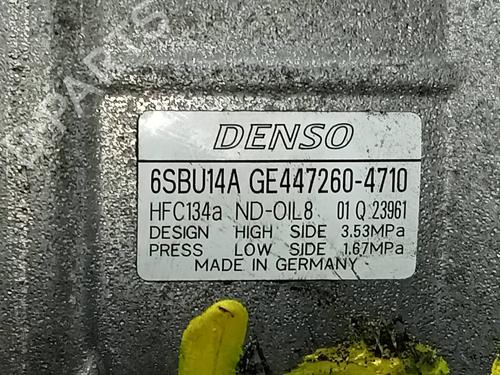 DENSO
6SBU14A GE447260-4710
HFC134a ND-OIL8 01 Q 23961
DESIGN HIGH SIDE 3.53MPa
PRESS LOW SIDE 1.67MPa
MADE IN GERMANY